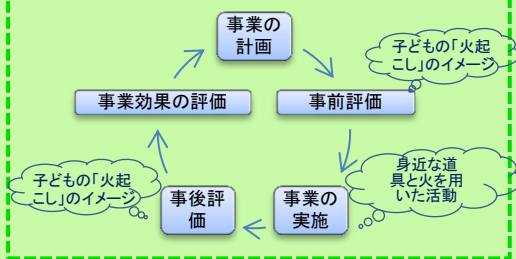 事業の
計画
子どもの「火起
こし」のイメージ
事業効果の評価
事前評価
子どもの「火起
こし」のイメージ
事後評
価
事業の
実施
身近な道
具と火を用
いた活動